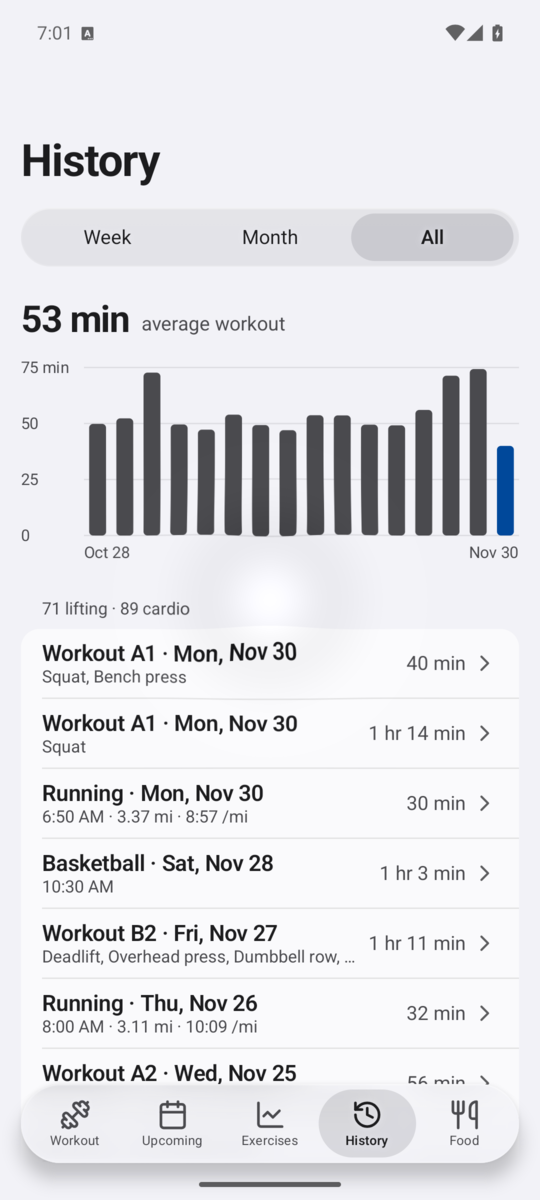 7:01
History
Week Month All
53 min average workout
75 min
50
25
0
Oct 28 Nov 30
71 lifting · 89 cardio
Workout A1 · Mon, Nov 30
Squat, Bench press
40 min
Workout A1 · Mon, Nov 30
Squat
1 hr 14 min
Running · Mon, Nov 30
6:50 AM · 3.37 mi · 8:57 /mi
30 min
Basketball · Sat, Nov 28
10:30 AM
1 hr 3 min
Workout B2 · Fri, Nov 27
Deadlift, Overhead press, Dumbbell row, ...
1 hr 11 min
Running · Thu, Nov 26
8:00 AM · 3.11 mi · 10:09 /mi
32 min
Workout A2 · Wed, Nov 25
56 min
Workout Upcoming Exercises History Food